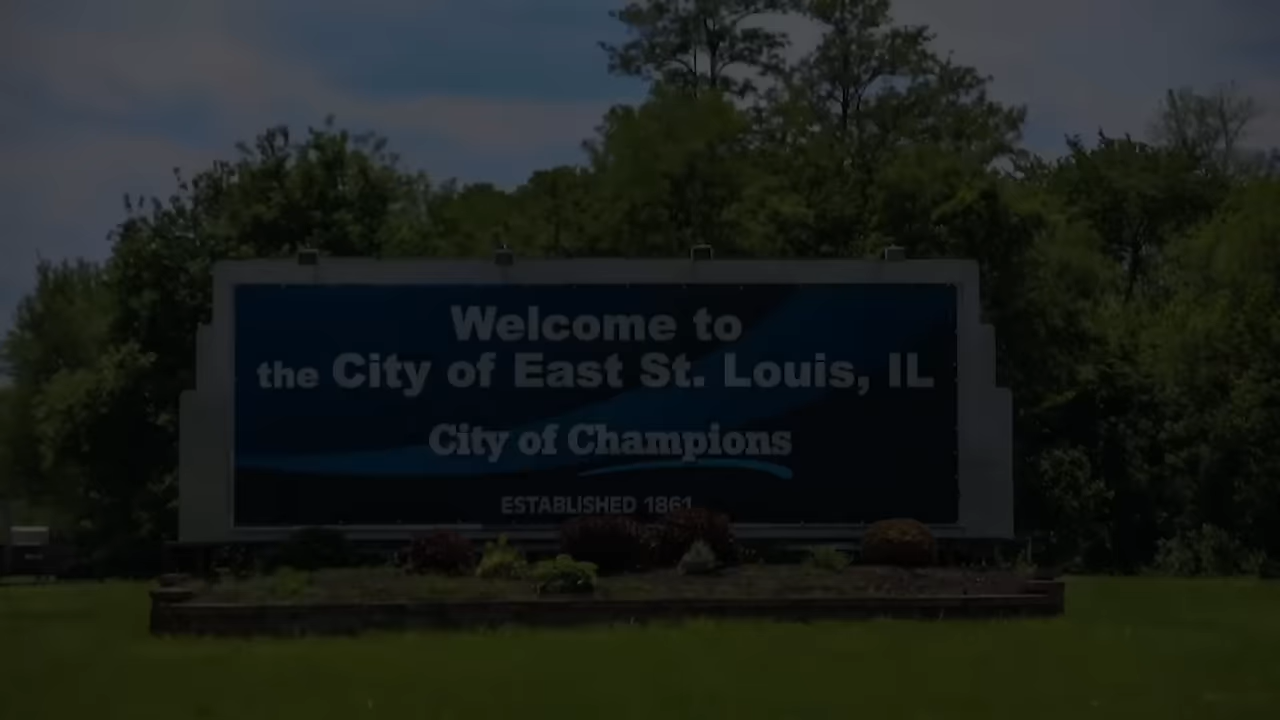 Welcome to
the City of East St. Louis, IL
City of Champions
ESTABLISHED 1861